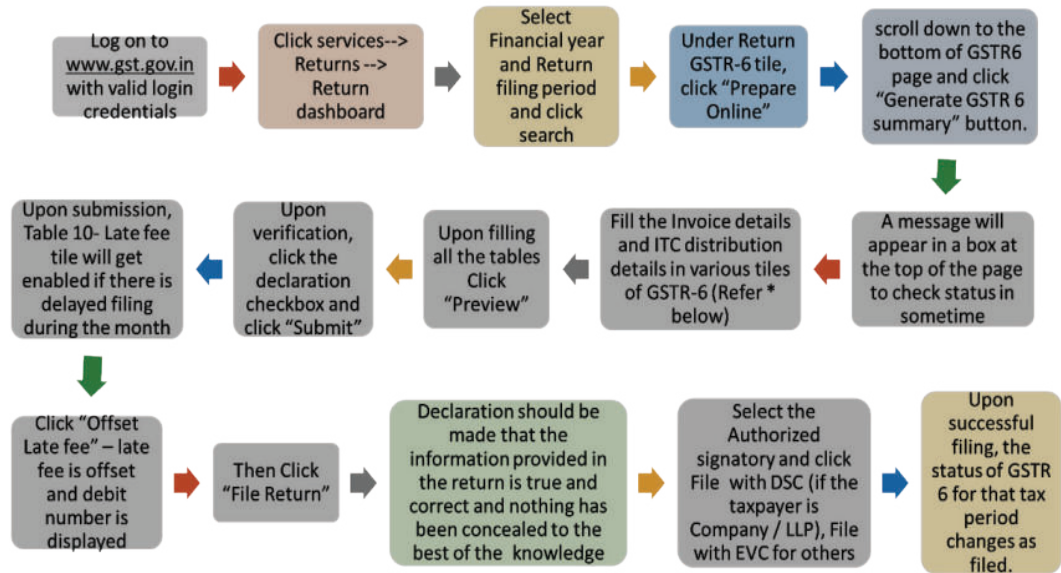 Log on to
www.gst.gov.in
with valid login
credentials
Click services-->
Returns -->
Return
dashboard
Select
Financial year
and Return
filing period
and click
search
Under Return
GSTR-6 tile,
click “Prepare
Online”
scroll down to the
bottom of GSTR6
page and click
“Generate GSTR 6
summary” button.
A message will
appear in a box at
the top of the page
to check status in
sometime
Fill the Invoice details
and ITC distribution
details in various tiles
of GSTR-6 (Refer *
below)
Upon filling
all the tables
Click
“Preview”
Upon
verification,
click the
declaration
checkbox and
click “Submit”
Upon submission,
Table 10- Late fee
tile will get
enabled if there is
delayed filing
during the month
Click “Offset
Late fee” – late
fee is offset
and debit
number is
displayed
Then Click
“File Return”
Declaration should be
made that the
information provided in
the return is true and
correct and nothing has
been concealed to the
best of the knowledge
Select the
Authorized
signatory and click
File with DSC (if the
taxpayer is
Company / LLP), File
with EVC for others
Upon
successful
filing, the
status of GSTR
6 for that tax
period
changes as
filed.